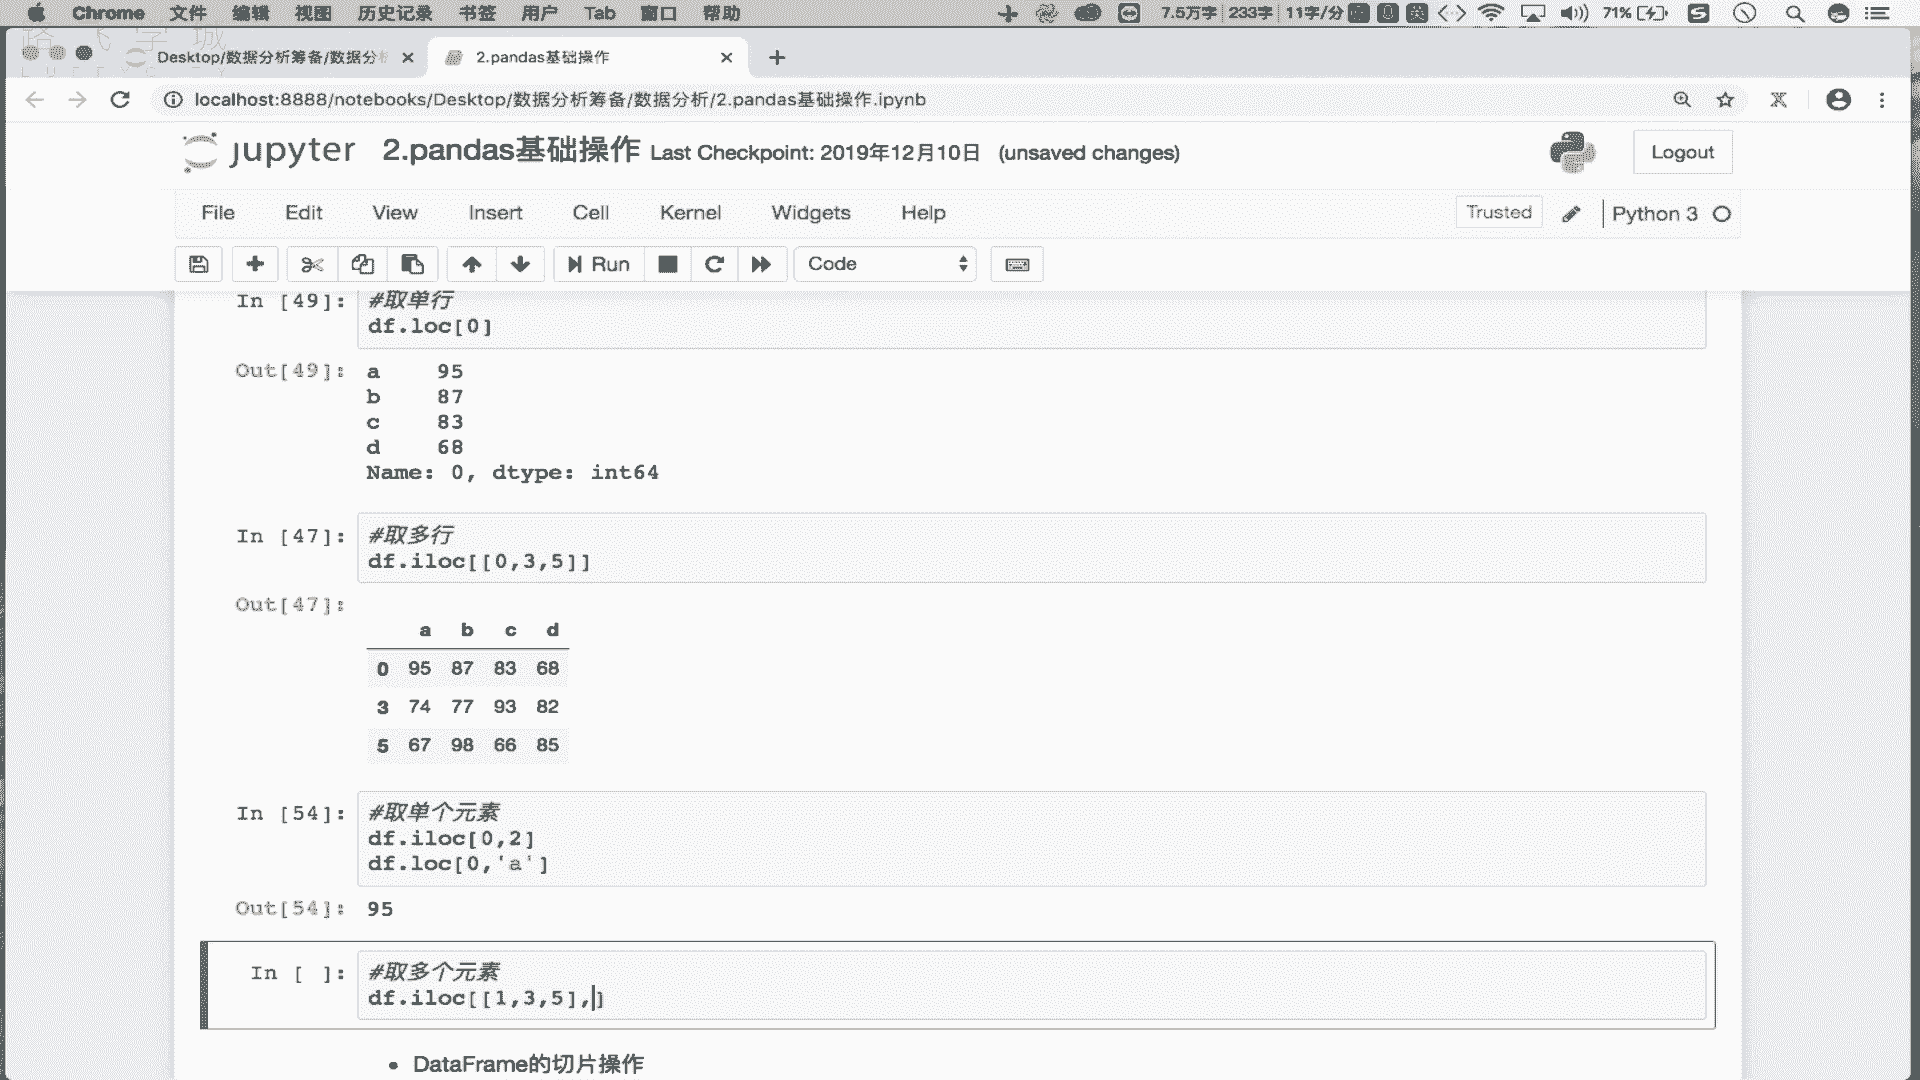 Chrome 文件 编辑 视图 历史记录 书签 用户 Tab 窗口 帮助 7.5万字 233字 11字/分 英 71%
Desktop/数据分析筹备/数据分析 2.pandas基础操作
localhost:8888/notebooks/Desktop/数据分析筹备/数据分析/2.pandas基础操作.ipynb
jupyter 2.pandas基础操作 Last Checkpoint: 2019年12月10日 (unsaved changes) Logout
File Edit View Insert Cell Kernel Widgets Help Trusted Python 3
Run Code
In [49]: #取单行
df.loc[0]
Out[49]: a 95
b 87
c 83
d 68
Name: 0, dtype: int64
In [47]: #取多行
df.iloc[[0,3,5]]
Out[47]:
a b c d
0 95 87 83 68
3 74 77 93 82
5 67 98 66 85
In [54]: #取单个元素
df.iloc[0,2]
df.loc[0,'a']
Out[54]: 95
In [ ]: #取多个元素
df.iloc[[1,3,5],]
• DataFrame的切片操作